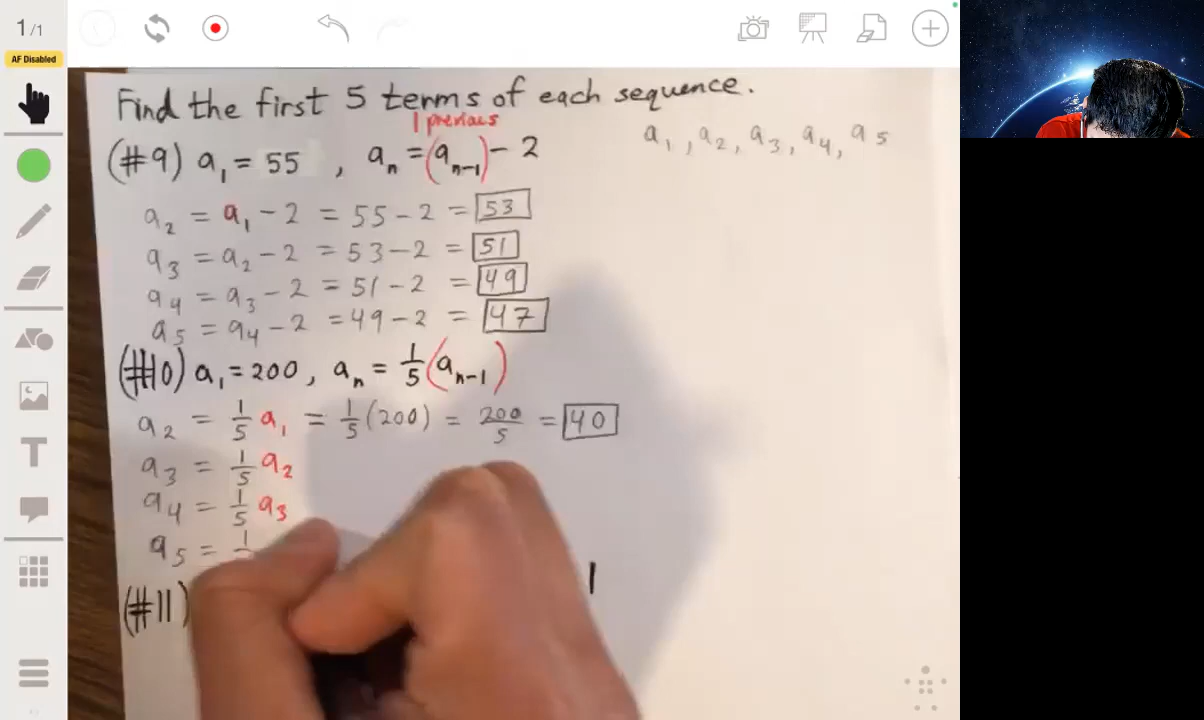 1/1
AF Disabled
T
Find the first 5 terms of each sequence.
a₁, a₂, a₃, a₄, a₅
1 previous
(#9) a₁ = 55 , aₙ = (aₙ₋₁) - 2
a₂ = a₁ - 2 = 55 - 2 = 53
a₃ = a₂ - 2 = 53 - 2 = 51
a₄ = a₃ - 2 = 51 - 2 = 49
a₅ = a₄ - 2 = 49 - 2 = 47
(#10) a₁ = 200, aₙ = 1/5 (aₙ₋₁)
a₂ = 1/5 a₁ = 1/5 (200) = 200/5 = 40
a₃ = 1/5 a₂
a₄ = 1/5 a₃
a₅ = 1
(#11)